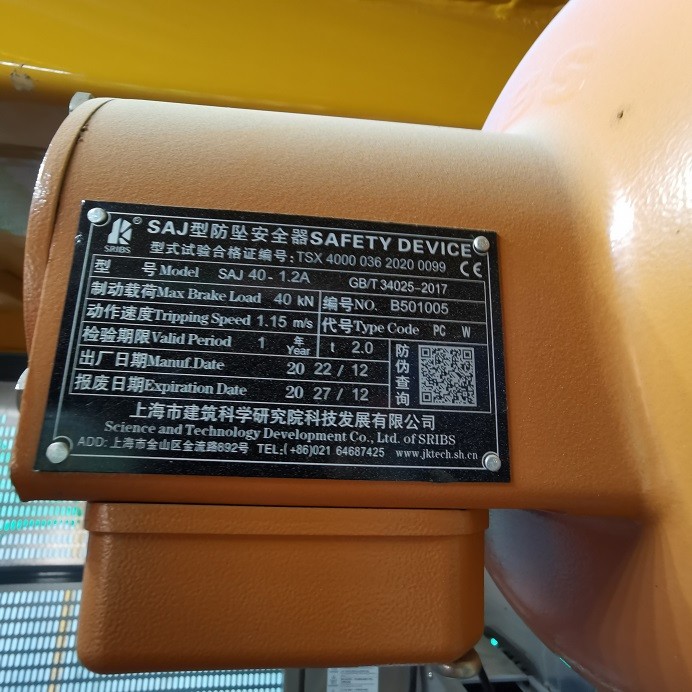 SRIBS
SAJ型防坠安全器SAFETY DEVICE
型式试验合格证编号: TSX 4000 036 2020 0099 CE
型号Model SAJ 40-1.2A GB/T 34025-2017
制动载荷Max Brake Load 40 kN 编号NO. B501005
动作速度Tripping Speed 1.15 m/s 代号Type Code PC W
检验期限Valid Period 1 年Year t 2.0 防伪查询
出厂日期Manuf.Date 20 22 / 12
报废日期Expiration Date 20 27 / 12
上海市建筑科学研究院科技发展有限公司
Science and Technology Development Co., Ltd. of SRIBS
ADD: 上海市金山区金流路892号 TEL:(+86)021 64687425 www.jktech.sh.cn